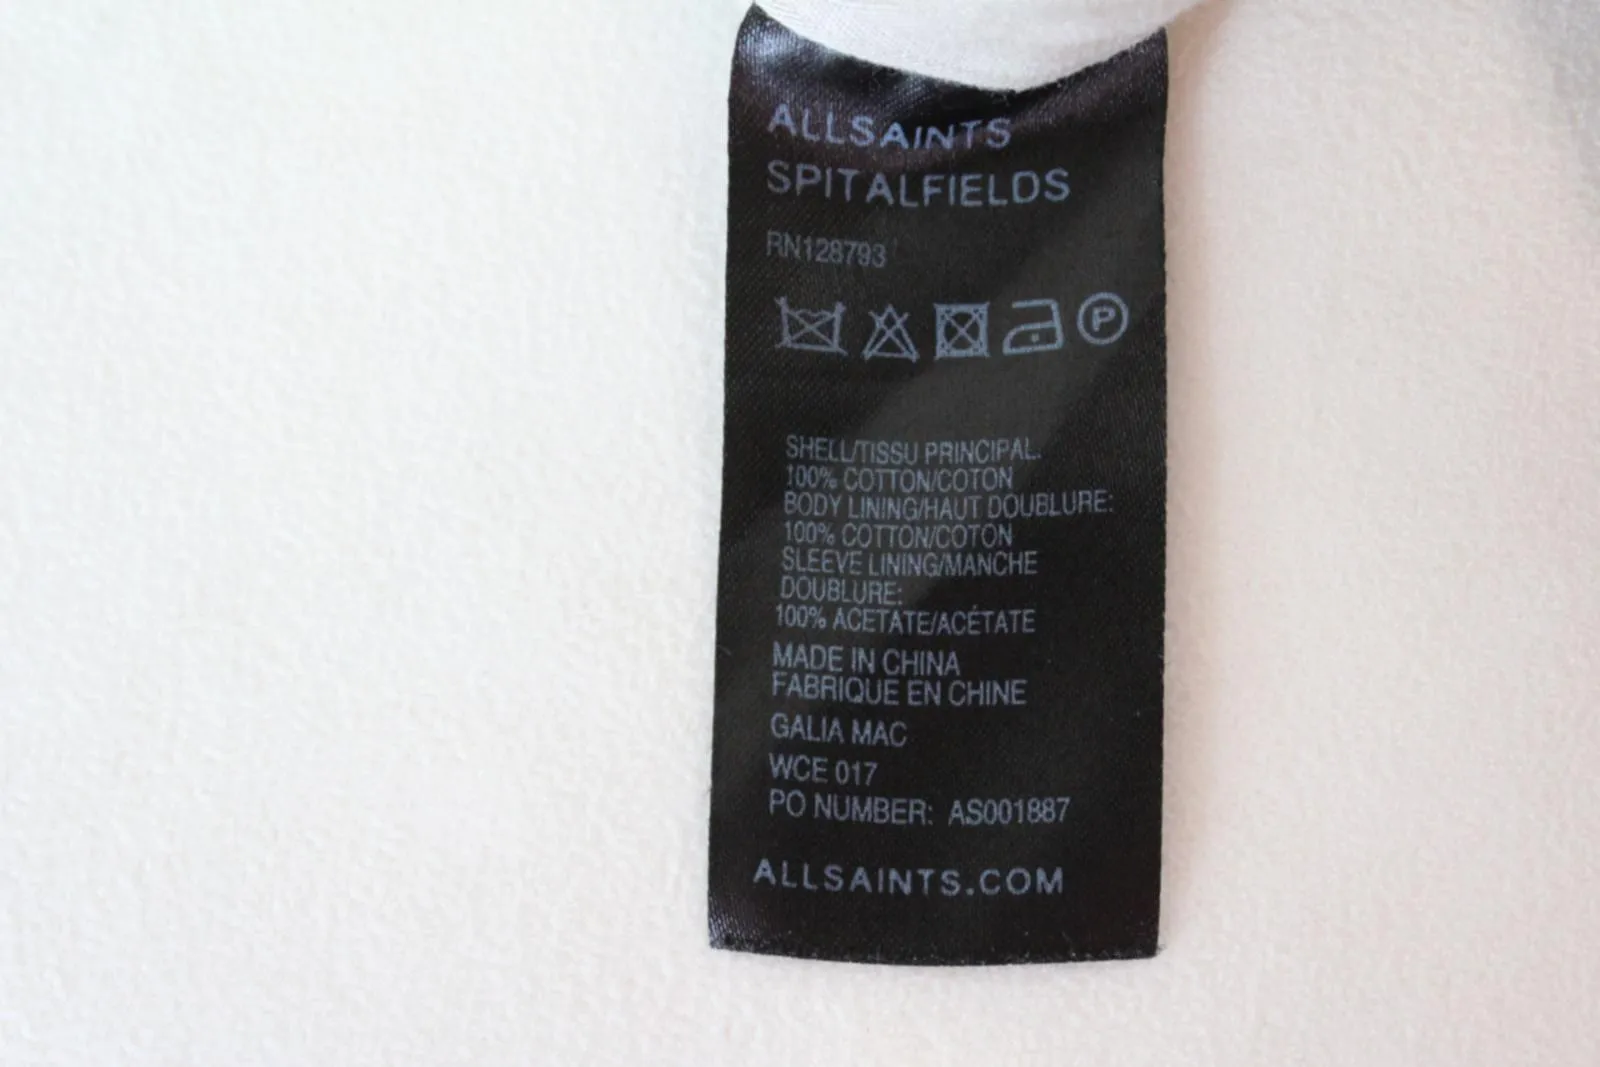 ALLSAINTS
SPITALFIELDS
RN128793
P
SHELL/TISSU PRINCIPAL:
100% COTTON/COTON
BODY LINING/HAUT DOUBLURE:
100% COTTON/COTON
SLEEVE LINING/MANCHE
DOUBLURE:
100% ACETATE/ACÉTATE
MADE IN CHINA
FABRIQUE EN CHINE
GALIA MAC
WCE 017
PO NUMBER: AS001887
ALLSAINTS.COM